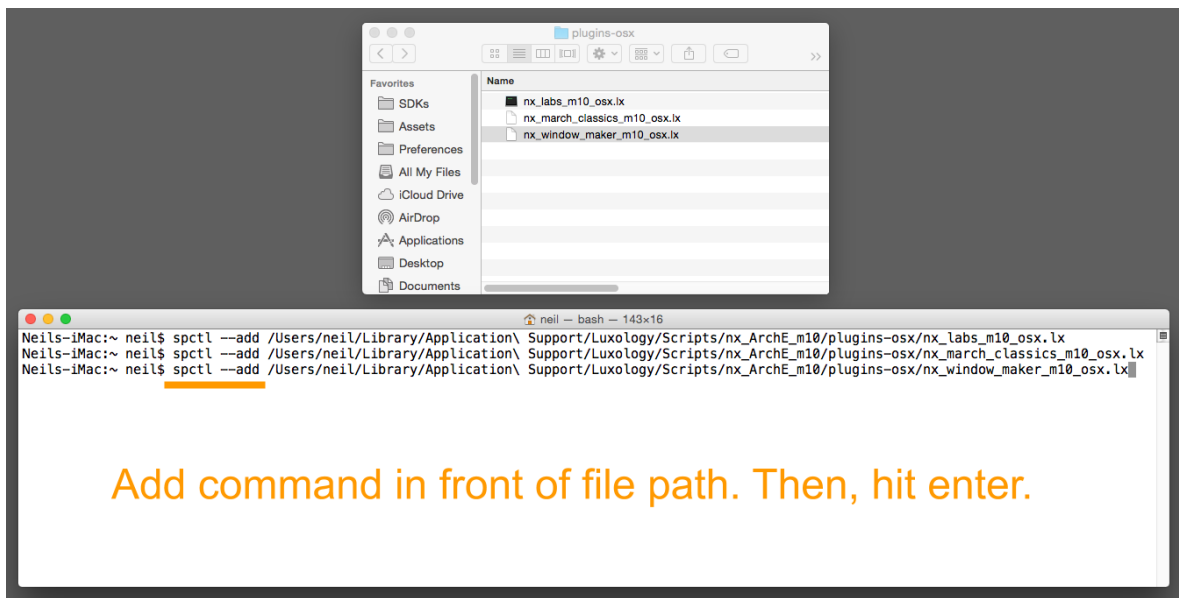 plugins-osx
Favorites
Name
SDKs
nx_labs_m10_osx.lx
Assets
nx_march_classics_m10_osx.lx
nx_window_maker_m10_osx.lx
Preferences
All My Files
iCloud Drive
AirDrop
Applications
Desktop
Documents
neil — bash — 143×16
Neils-iMac:~ neil$ spctl --add /Users/neil/Library/Application\ Support/Luxology/Scripts/nx_ArchE_m10/plugins-osx/nx_labs_m10_osx.lx
Neils-iMac:~ neil$ spctl --add /Users/neil/Library/Application\ Support/Luxology/Scripts/nx_ArchE_m10/plugins-osx/nx_march_classics_m10_osx.lx
Neils-iMac:~ neil$ spctl --add /Users/neil/Library/Application\ Support/Luxology/Scripts/nx_ArchE_m10/plugins-osx/nx_window_maker_m10_osx.lx
Add command in front of file path. Then, hit enter.